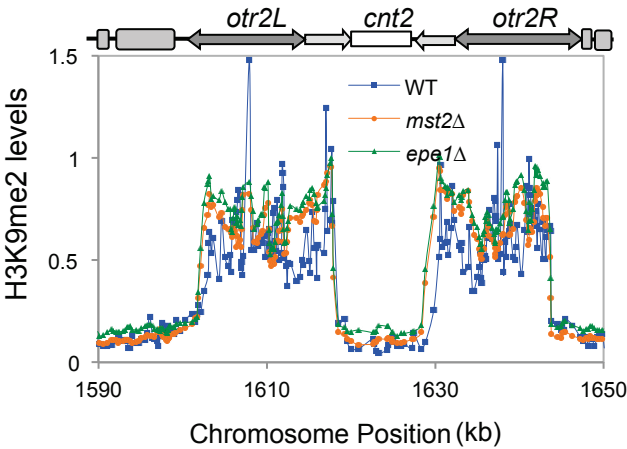 otr2L cnt2 otr2R
H3K9me2 levels
1.5
1
0.5
0
WT
mst2Δ
epe1Δ
1590 1610 1630 1650
Chromosome Position (kb)